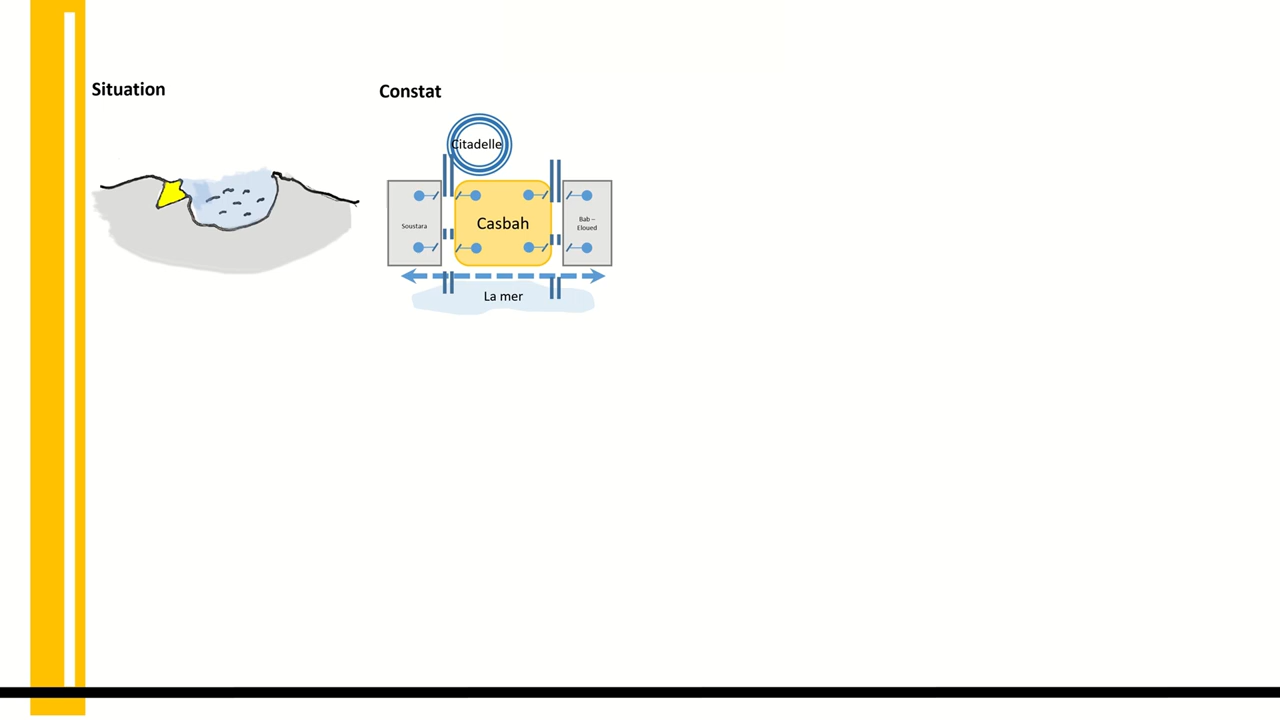 Situation
Constat
Citadelle
Soustara
Casbah
Bab –
Eloued
La mer